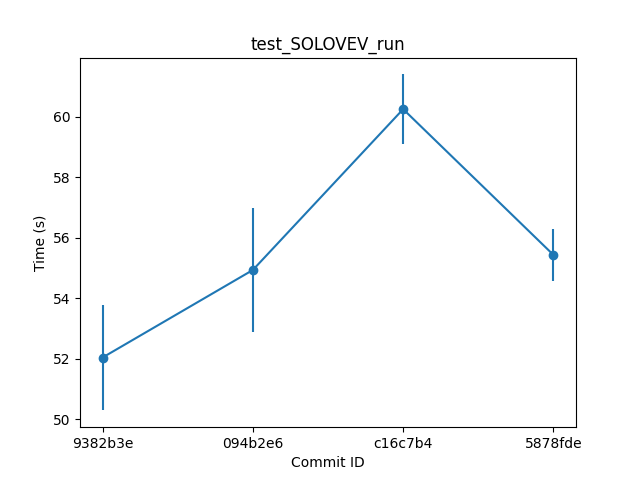 test_SOLOVEV_run
Time (s)
60
58
56
54
52
50
9382b3e
094b2e6
c16c7b4
5878fde
Commit ID